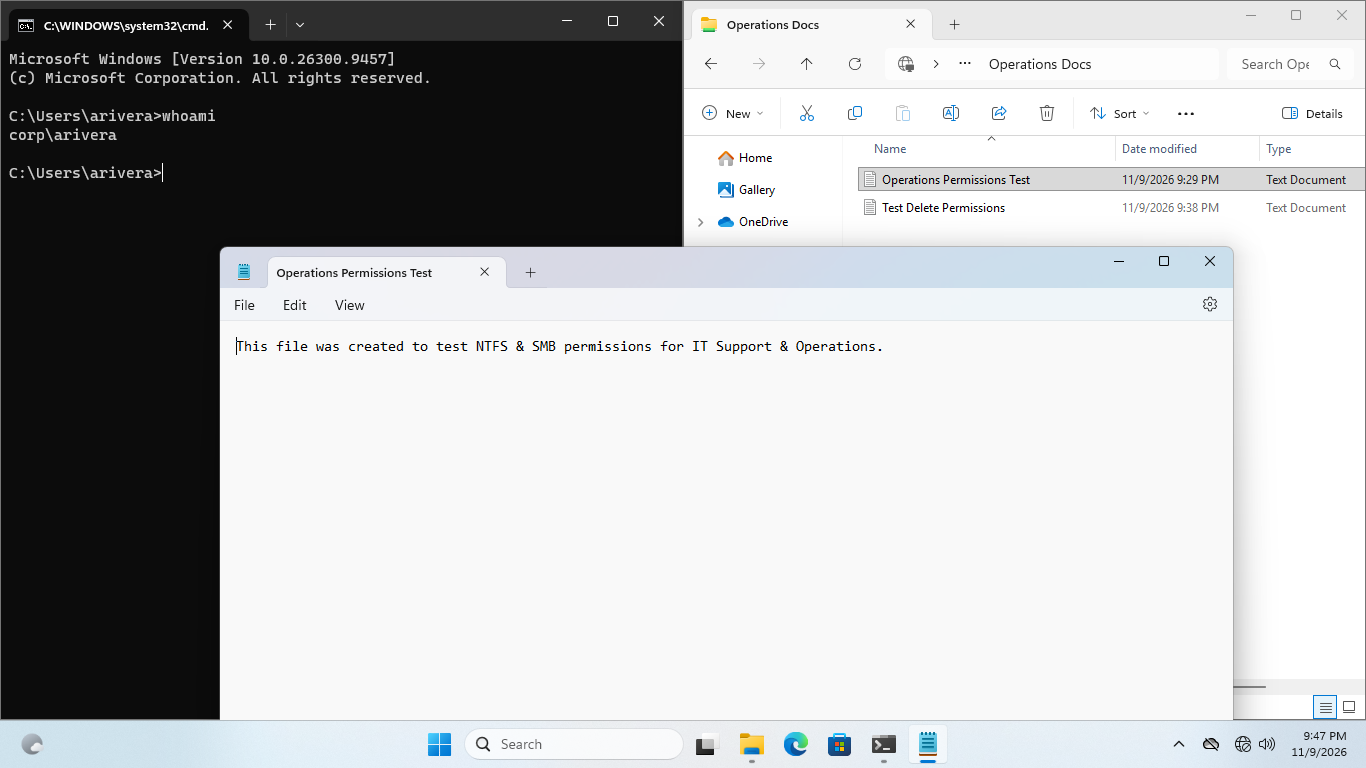 C:\WINDOWS\system32\cmd.
Microsoft Windows [Version 10.0.26300.9457]
(c) Microsoft Corporation. All rights reserved.
C:\Users\arivera>whoami
corp\arivera
C:\Users\arivera>
Operations Docs
Operations Docs
Search Ope
New
Sort
Details
Home
Gallery
OneDrive
Name Date modified Type
Operations Permissions Test 11/9/2026 9:29 PM Text Document
Test Delete Permissions 11/9/2026 9:38 PM Text Document
Operations Permissions Test
File Edit View
This file was created to test NTFS & SMB permissions for IT Support & Operations.
Search
9:47 PM
11/9/2026